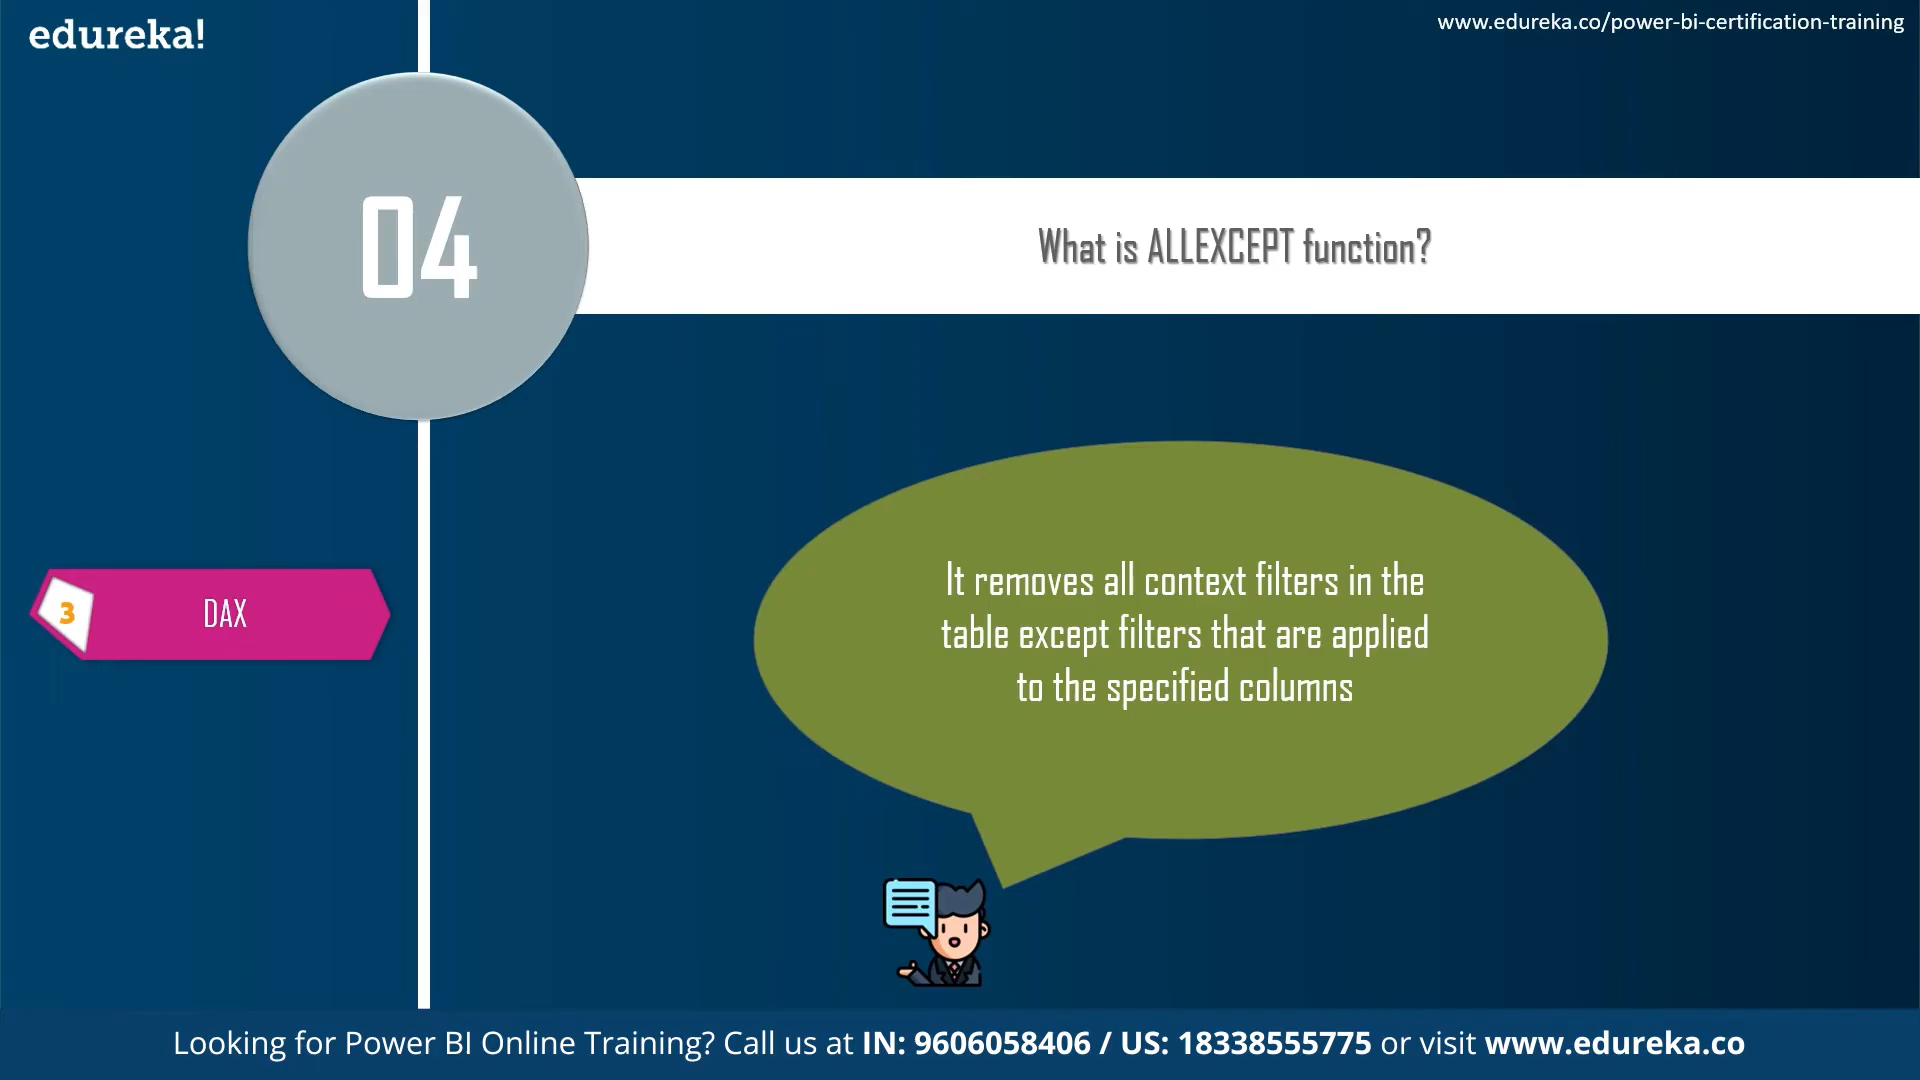 edureka!
www.edureka.co/power-bi-certification-training
04
What is ALLEXCEPT function?
It removes all context filters in the
table except filters that are applied
to the specified columns
3
DAX
Looking for Power BI Online Training? Call us at IN: 9606058406 / US: 18338555775 or visit www.edureka.co